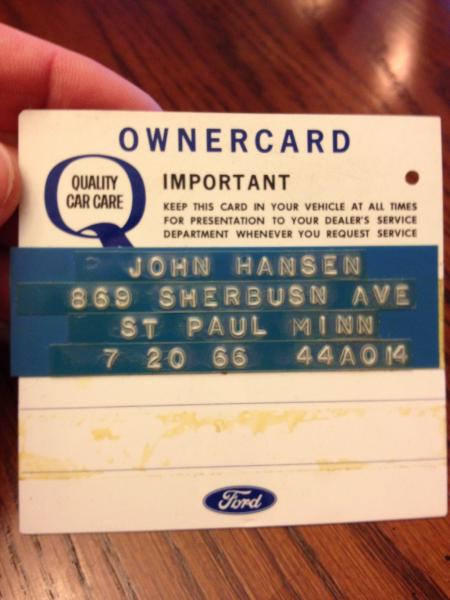 OWNERCARD
QUALITY
CAR CARE
IMPORTANT
KEEP THIS CARD IN YOUR VEHICLE AT ALL TIMES
FOR PRESENTATION TO YOUR DEALER'S SERVICE
DEPARTMENT WHENEVER YOU REQUEST SERVICE
JOHN HANSEN
869 SHERBUSN AVE
ST PAUL MINN
7 20 66 44A014
Ford